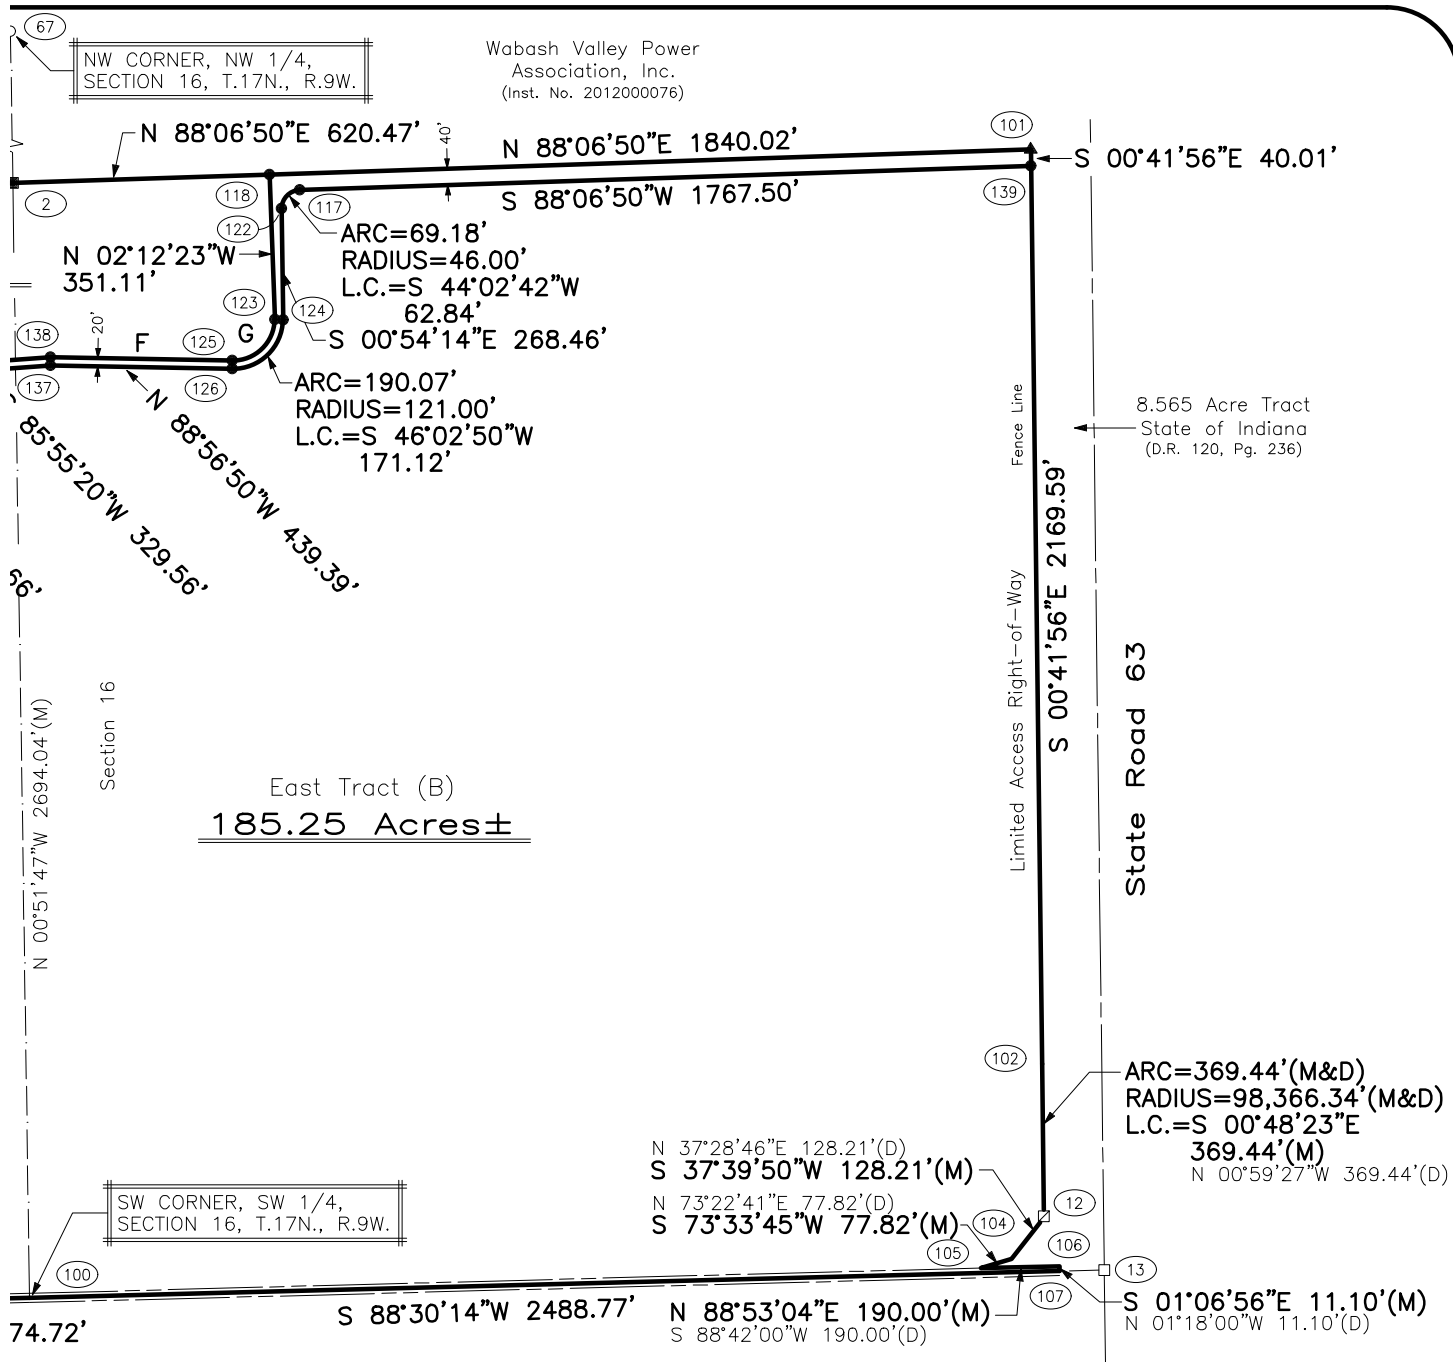 67
NW CORNER, NW 1/4,
SECTION 16, T.17N., R.9W.
Wabash Valley Power
Association, Inc.
(Inst. No. 2012000076)
N 88°06'50"E 620.47'
40'
N 88°06'50"E 1840.02'
101
S 00°41'56"E 40.01'
2
118
117
S 88°06'50"W 1767.50'
139
122
ARC=69.18'
RADIUS=46.00'
L.C.=S 44°02'42"W
62.84'
N 02°12'23"W
351.11'
123
124
S 00°54'14"E 268.46'
138
20'
F
125
G
137
126
ARC=190.07'
RADIUS=121.00'
L.C.=S 46°02'50"W
171.12'
85°55'20"W 329.56'
N 88°56'50"W 439.39'
66'
Fence Line
8.565 Acre Tract
State of Indiana
(D.R. 120, Pg. 236)
S 00°41'56"E 2169.59'
Limited Access Right-of-Way
State Road 63
N 00°51'47"W 2694.04'(M)
Section 16
East Tract (B)
185.25 Acres±
102
ARC=369.44'(M&D)
RADIUS=98,366.34'(M&D)
L.C.=S 00°48'23"E
369.44'(M)
N 00°59'27"W 369.44'(D)
N 37°28'46"E 128.21'(D)
S 37°39'50"W 128.21'(M)
N 73°22'41"E 77.82'(D)
S 73°33'45"W 77.82'(M)
12
104
105
106
SW CORNER, SW 1/4,
SECTION 16, T.17N., R.9W.
100
13
107
S 88°30'14"W 2488.77'
N 88°53'04"E 190.00'(M)
S 88°42'00"W 190.00'(D)
S 01°06'56"E 11.10'(M)
N 01°18'00"W 11.10'(D)
74.72'